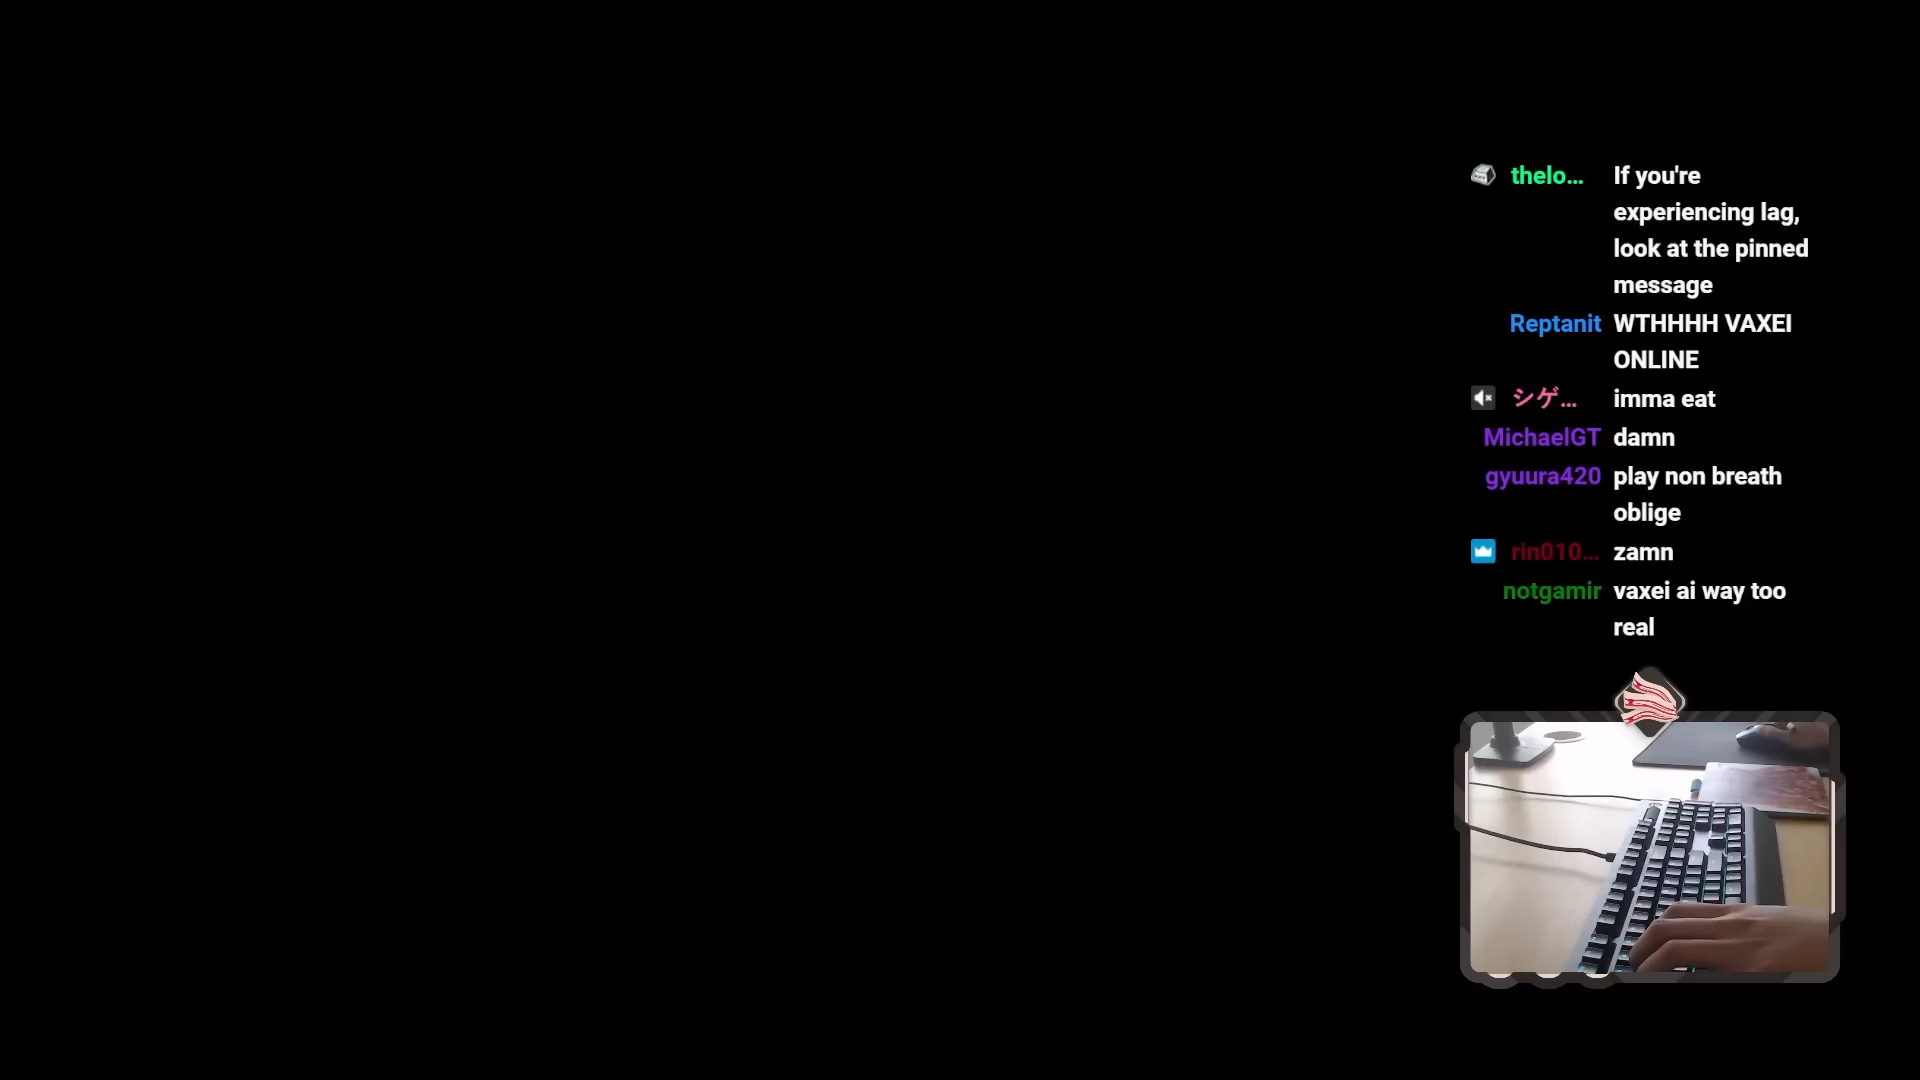 thelo... If you're
experiencing lag,
look at the pinned
message
Reptanit WTHHHH VAXEI
ONLINE
シゲ... imma eat
MichaelGT damn
gyuura420 play non breath
oblige
rin010... zamn
notgamir vaxei ai way too
real